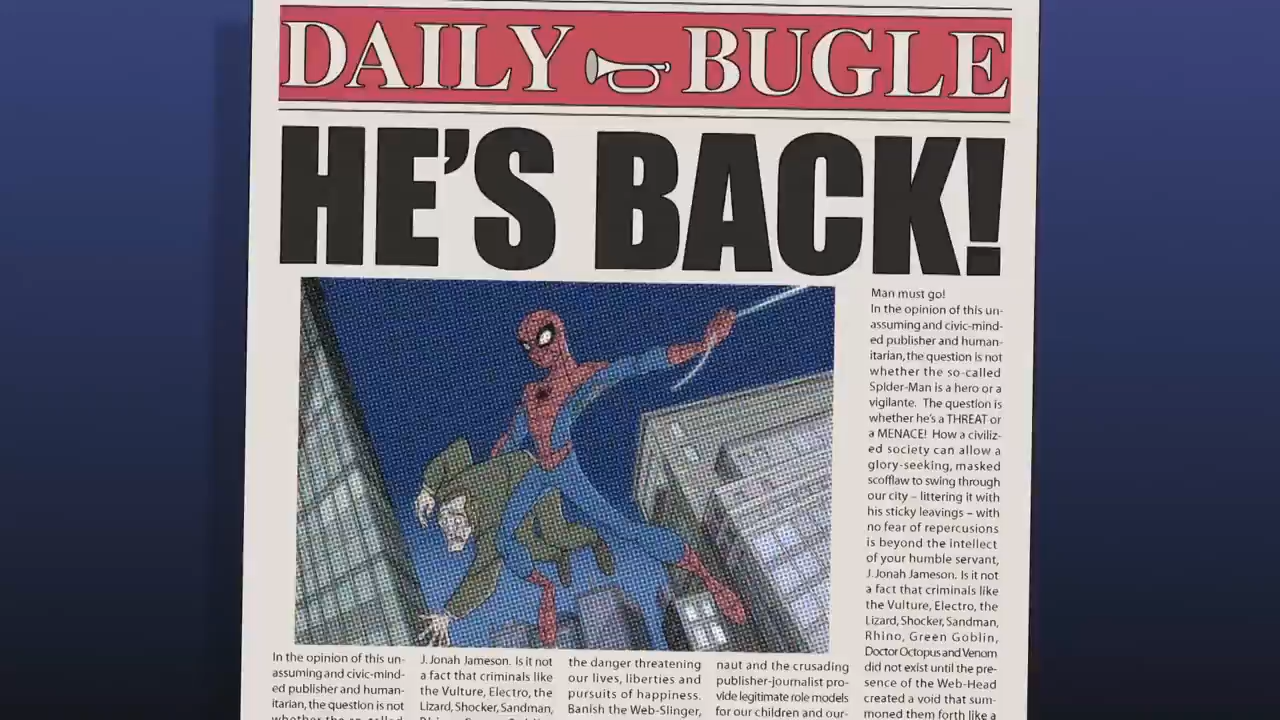 DAILY BUGLE
HE'S BACK!
Man must go!
In the opinion of this un-
assuming and civic-mind-
ed publisher and human-
itarian, the question is not
whether the so-called
Spider-Man is a hero or a
vigilante. The question is
whether he's a THREAT or
a MENACE! How a civiliz-
ed society can allow a
glory-seeking, masked
scofflaw to swing through
our city – littering it with
his sticky leavings – with
no fear of repercusions
is beyond the intellect
of your humble servant,
J. Jonah Jameson. Is it not
a fact that criminals like
the Vulture, Electro, the
Lizard, Shocker, Sandman,
Rhino, Green Goblin,
Doctor Octopus and Venom
did not exist until the pre-
sence of the Web-Head
created a void that sum-
moned them forth like a
In the opinion of this un-
assuming and civic-mind-
ed publisher and human-
itarian, the question is not
whether the so-called
J. Jonah Jameson. Is it not
a fact that criminals like
the Vulture, Electro, the
Lizard, Shocker, Sandman,
the danger threatening
our lives, liberties and
pursuits of happiness.
Banish the Web-Slinger,
naut and the crusading
publisher-journalist pro-
vide legitimate role models
for our children and our-